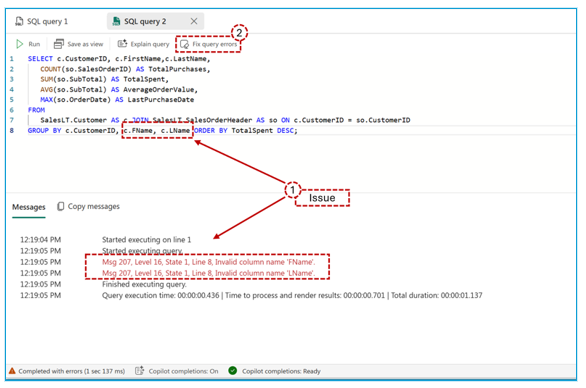 SQL query 1
SQL query 2
2
Run
Save as view
Explain query
Fix query errors
1 SELECT c.CustomerID, c.FirstName,c.LastName,
2 COUNT(so.SalesOrderID) AS TotalPurchases,
3 SUM(so.SubTotal) AS TotalSpent,
4 AVG(so.SubTotal) AS AverageOrderValue,
5 MAX(so.OrderDate) AS LastPurchaseDate
6 FROM
7 SalesLT.Customer AS c JOIN SalesLT.SalesOrderHeader AS so ON c.CustomerID = so.CustomerID
8 GROUP BY c.CustomerID, c.FName, c.LName ORDER BY TotalSpent DESC;
1
Issue
Messages
Copy messages
12:19:04 PM Started executing on line 1
12:19:05 PM Started executing query.
12:19:05 PM Msg 207, Level 16, State 1, Line 8, Invalid column name 'FName'.
12:19:05 PM Msg 207, Level 16, State 1, Line 8, Invalid column name 'LName'.
12:19:05 PM Finished executing query.
12:19:05 PM Query execution time: 00:00:00.436 | Time to process and render results: 00:00:00.701 | Total duration: 00:00:01.137
Completed with errors (1 sec 137 ms)
Copilot completions: On
Copilot completions: Ready